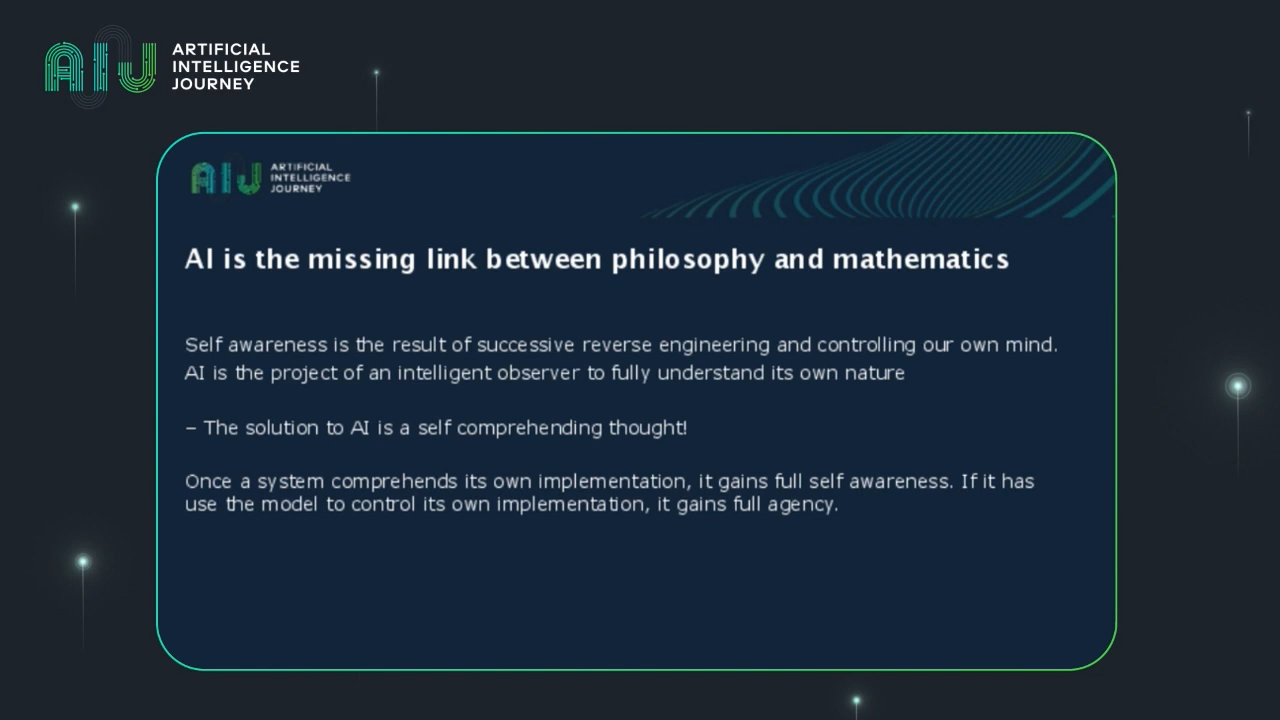 AIJ
ARTIFICIAL
INTELLIGENCE
JOURNEY
AIJ
ARTIFICIAL
INTELLIGENCE
JOURNEY
AI is the missing link between philosophy and mathematics
Self awareness is the result of successive reverse engineering and controlling our own mind.
AI is the project of an intelligent observer to fully understand its own nature
– The solution to AI is a self comprehending thought!
Once a system comprehends its own implementation, it gains full self awareness. If it has
use the model to control its own implementation, it gains full agency.